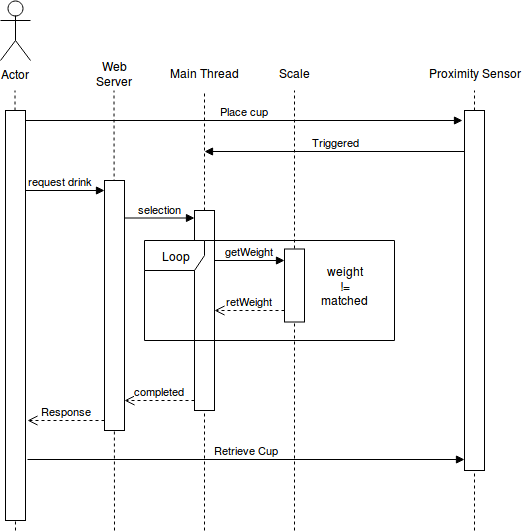 Actor
Web
Server
Main Thread
Scale
Proximity Sensor
Place cup
Triggered
request drink
selection
Loop
getWeight
weight
!=
matched
retWeight
completed
Response
Retrieve Cup